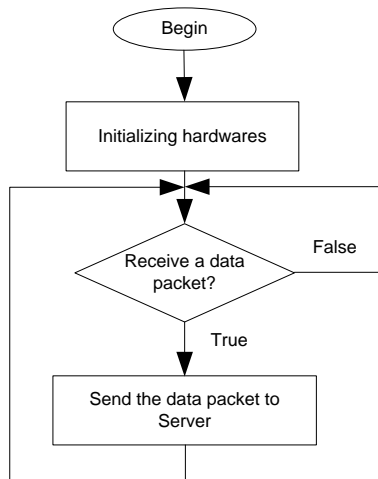 Begin
Initializing hardwares
Receive a data
packet?
False
True
Send the data packet to
Server